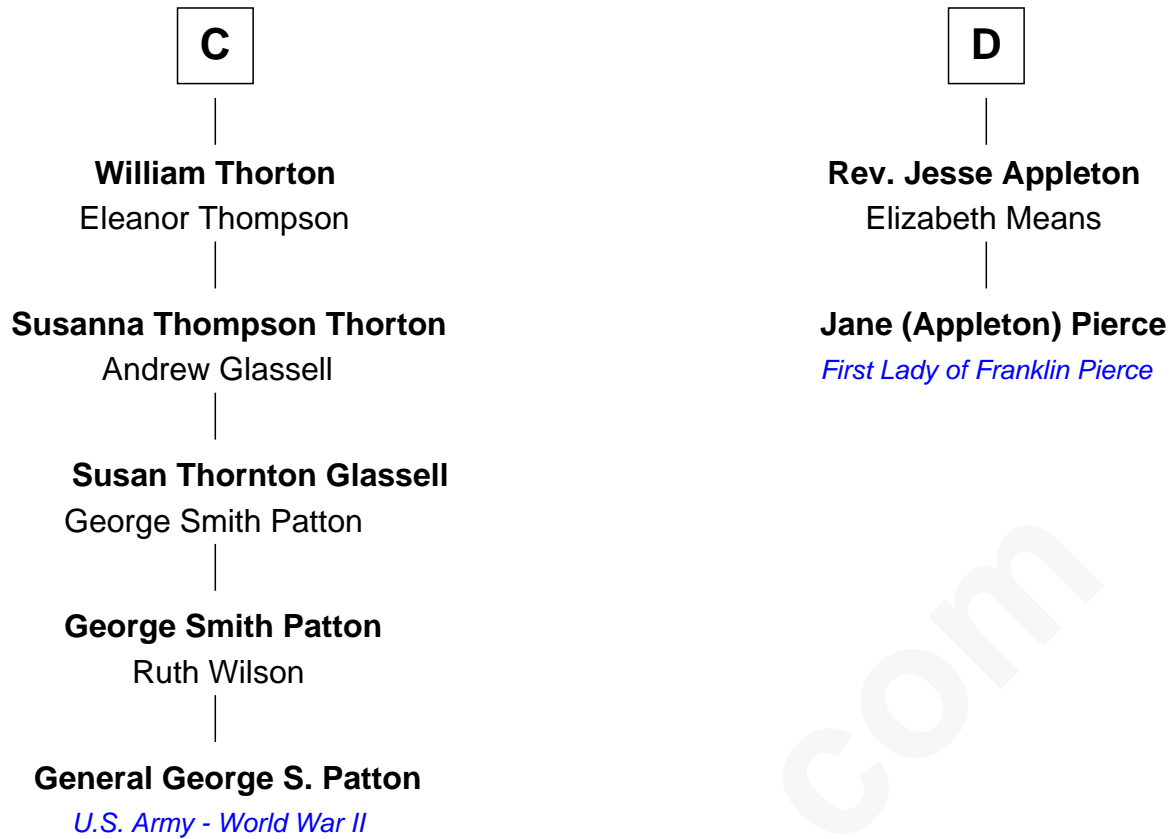 C
William Thorton
Eleanor Thompson
Susanna Thompson Thorton
Andrew Glassell
Susan Thornton Glassell
George Smith Patton
George Smith Patton
Ruth Wilson
General George S. Patton
U.S. Army - World War II
D
Rev. Jesse Appleton
Elizabeth Means
Jane (Appleton) Pierce
First Lady of Franklin Pierce
com